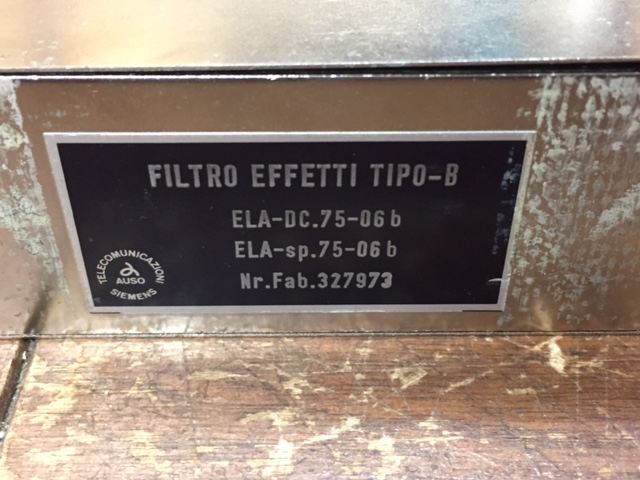 FILTRO EFFETTI TIPO-B
ELA-DC.75-06 b
ELA-sp.75-06 b
Nr.Fab.327973
TELECOMUNICAZIONI
AUSO
SIEMENS